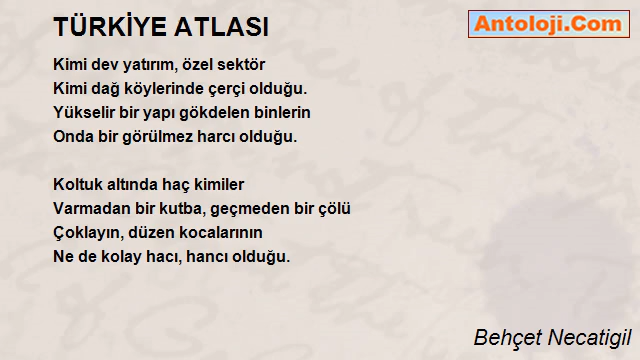 TÜRKİYE ATLASI
Antoloji.Com
Kimi dev yatırım, özel sektör
Kimi dağ köylerinde çerçi olduğu.
Yükselir bir yapı gökdelen binlerin
Onda bir görülmez harcı olduğu.

Koltuk altında haç kimiler
Varmadan bir kutba, geçmeden bir çölü
Çoklayın, düzen kocalarının
Ne de kolay hacı, hancı olduğu.

Behçet Necatigil